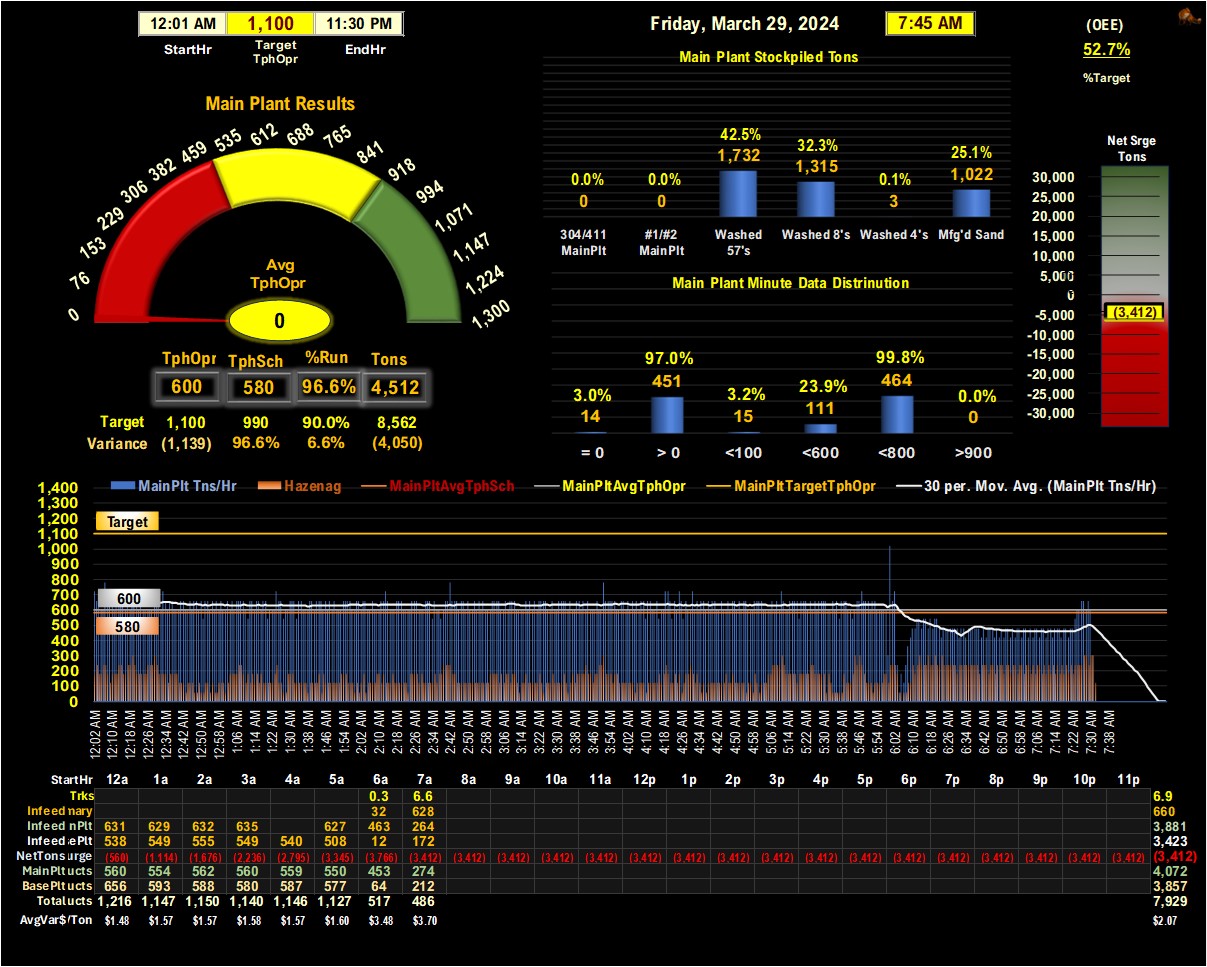 12:01 AM 1,100 11:30 PM
StartHr Target TphOpr EndHr
Friday, March 29, 2024 7:45 AM
(OEE)
52.7%
%Target
Main Plant Results
0 76 153 229 306 382 459 535 612 688 765 841 918 994 1,071 1,147 1,224 1,300
Avg
TphOpr
0
TphOpr TphSch %Run Tons
600 580 96.6% 4,512
Target 1,100 990 90.0% 8,562
Variance (1,139) 96.6% 6.6% (4,050)
Main Plant Stockpiled Tons
0.0% 0.0% 42.5% 32.3% 0.1% 25.1%
0 0 1,732 1,315 3 1,022
304/411 MainPlt #1/#2 MainPlt Washed 57's Washed 8's Washed 4's Mfg'd Sand
Main Plant Minute Data Distrinution
3.0% 97.0% 3.2% 23.9% 99.8% 0.0%
14 451 15 111 464 0
= 0 > 0 <100 <600 <800 >900
Net Srge
Tons
30,000
25,000
20,000
15,000
10,000
5,000
0
-5,000
-10,000
-15,000
-20,000
-25,000
-30,000
(3,412)
MainPlt Tns/Hr Hazenag MainPltAvgTphSch MainPltAvgTphOpr MainPltTargetTphOpr 30 per. Mov. Avg. (MainPlt Tns/Hr)
1,400
1,300
1,200
1,100
1,000
900
800
700
600
500
400
300
200
100
0
Target
600
580
12:02 AM 12:10 AM 12:18 AM 12:26 AM 12:34 AM 12:42 AM 12:50 AM 12:58 AM 1:06 AM 1:14 AM 1:22 AM 1:30 AM 1:38 AM 1:46 AM 1:54 AM 2:02 AM 2:10 AM 2:18 AM 2:26 AM 2:34 AM 2:42 AM 2:50 AM 2:58 AM 3:06 AM 3:14 AM 3:22 AM 3:30 AM 3:38 AM 3:46 AM 3:54 AM 4:02 AM 4:10 AM 4:18 AM 4:26 AM 4:34 AM 4:42 AM 4:50 AM 4:58 AM 5:06 AM 5:14 AM 5:22 AM 5:30 AM 5:38 AM 5:46 AM 5:54 AM 6:02 AM 6:10 AM 6:18 AM 6:26 AM 6:34 AM 6:42 AM 6:50 AM 6:58 AM 7:06 AM 7:14 AM 7:22 AM 7:30 AM 7:38 AM
StartHr 12a 1a 2a 3a 4a 5a 6a 7a 8a 9a 10a 11a 12p 1p 2p 3p 4p 5p 6p 7p 8p 9p 10p 11p
Trks 0.3 6.6 6.9
Infeed nary 32 628 660
Infeed nPlt 631 629 632 635 627 463 264 3,881
Infeed ePlt 538 549 555 549 540 508 12 172 3,423
NetTons urge (560) (1,114) (1,676) (2,236) (2,795) (3,345) (3,766) (3,412) (3,412) (3,412) (3,412) (3,412) (3,412) (3,412) (3,412) (3,412) (3,412) (3,412) (3,412) (3,412) (3,412) (3,412) (3,412) (3,412) (3,412)
MainPlt ucts 560 554 562 560 559 550 453 274 4,072
BasePlt ucts 656 593 588 580 587 577 64 212 3,857
Total ucts 1,216 1,147 1,150 1,140 1,146 1,127 517 486 7,929
AvgVar$/Ton $1.48 $1.57 $1.57 $1.58 $1.57 $1.60 $3.48 $3.70 $2.07